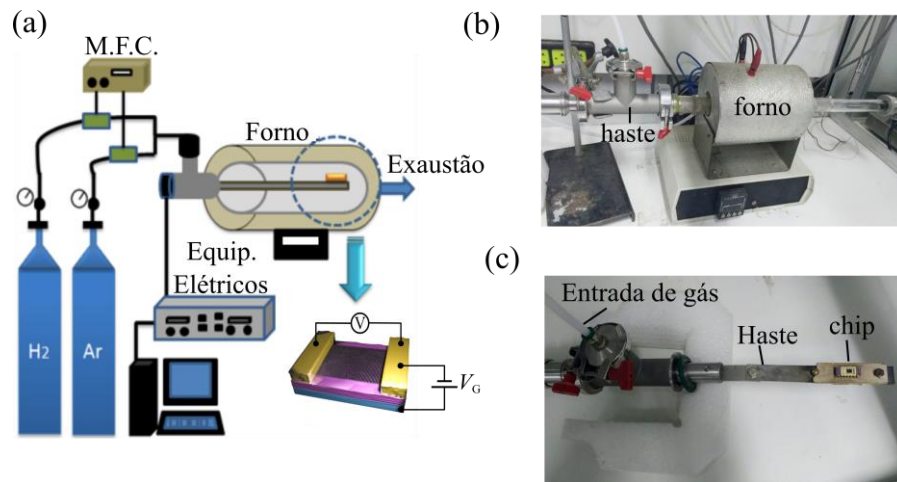 (a)
M.F.C.
Forno
Exaustão
Equip.
Elétricos
H2
Ar
V
VG
(b)
haste
forno
(c)
Entrada de gás
Haste
chip